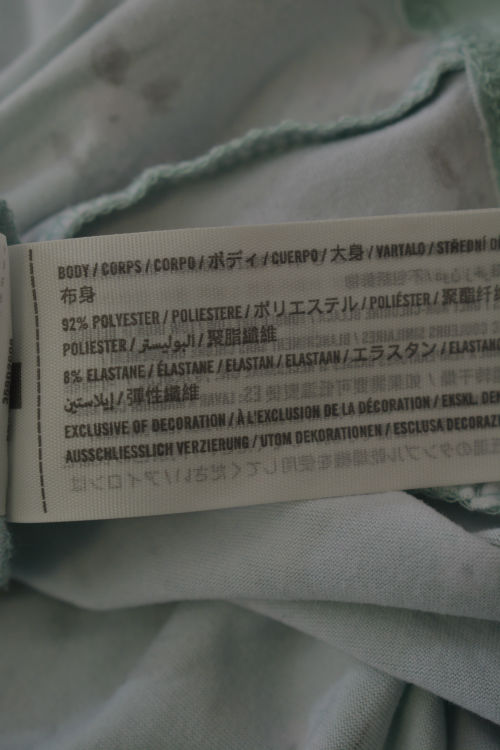 BODY / CORPS / CORPO / ボディ / CUERPO / 大身 / VARTALO / STŘEDNÍ DÍ
布身
92% POLYESTER / POLIESTERE / ポリエステル / POLIÉSTER / 聚酯纤维
POLIESTER / البوليستر / 聚脂纖維
8% ELASTANE / ÉLASTANE / ELASTAN / ELASTAAN / エラスタン / ELASTANO
إيلاستين / 彈性纖維
EXCLUSIVE OF DECORATION / À L'EXCLUSION DE LA DÉCORATION / EKSKL. DEK
AUSSCHLIESSLICH VERZIERUNG / UTOM DEKORATIONEN / ESCLUSA DECORAZI